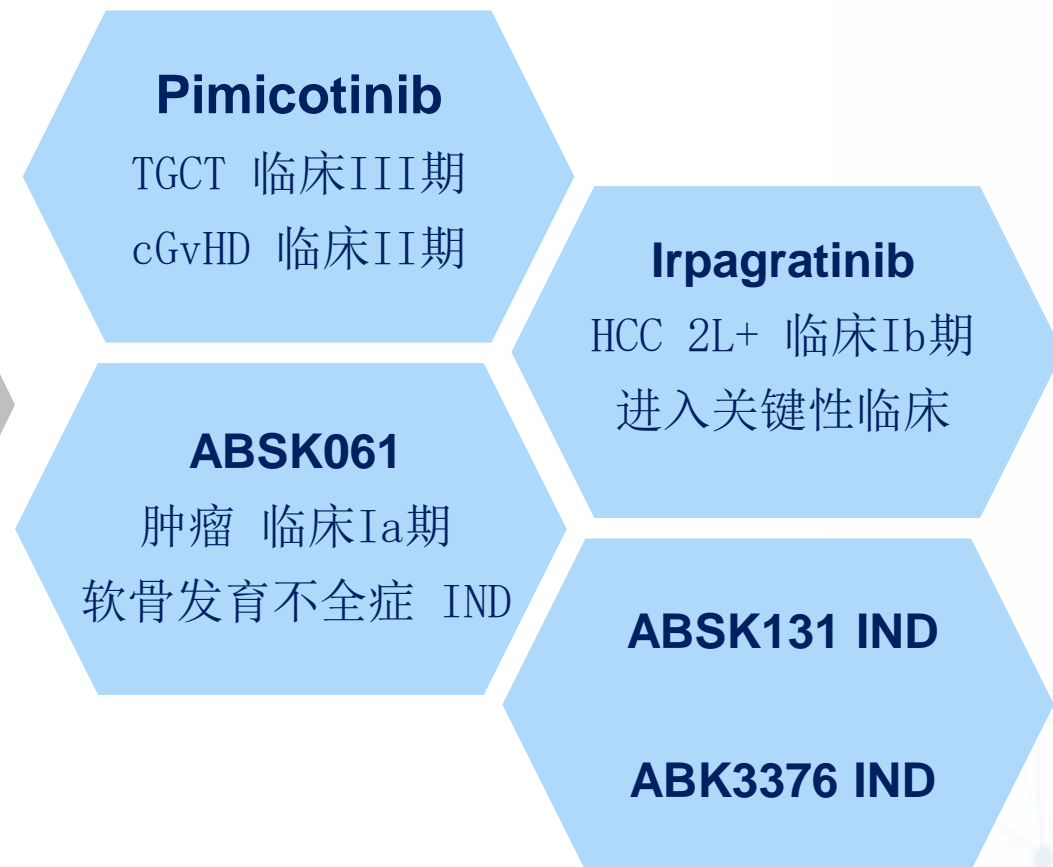 Pimicotinib
TGCT 临床III期
cGvHD 临床II期
Irpagratinib
HCC 2L+ 临床Ib期
进入关键性临床
ABSK061
肿瘤 临床Ia期
软骨发育不全症 IND
ABSK131 IND
ABK3376 IND